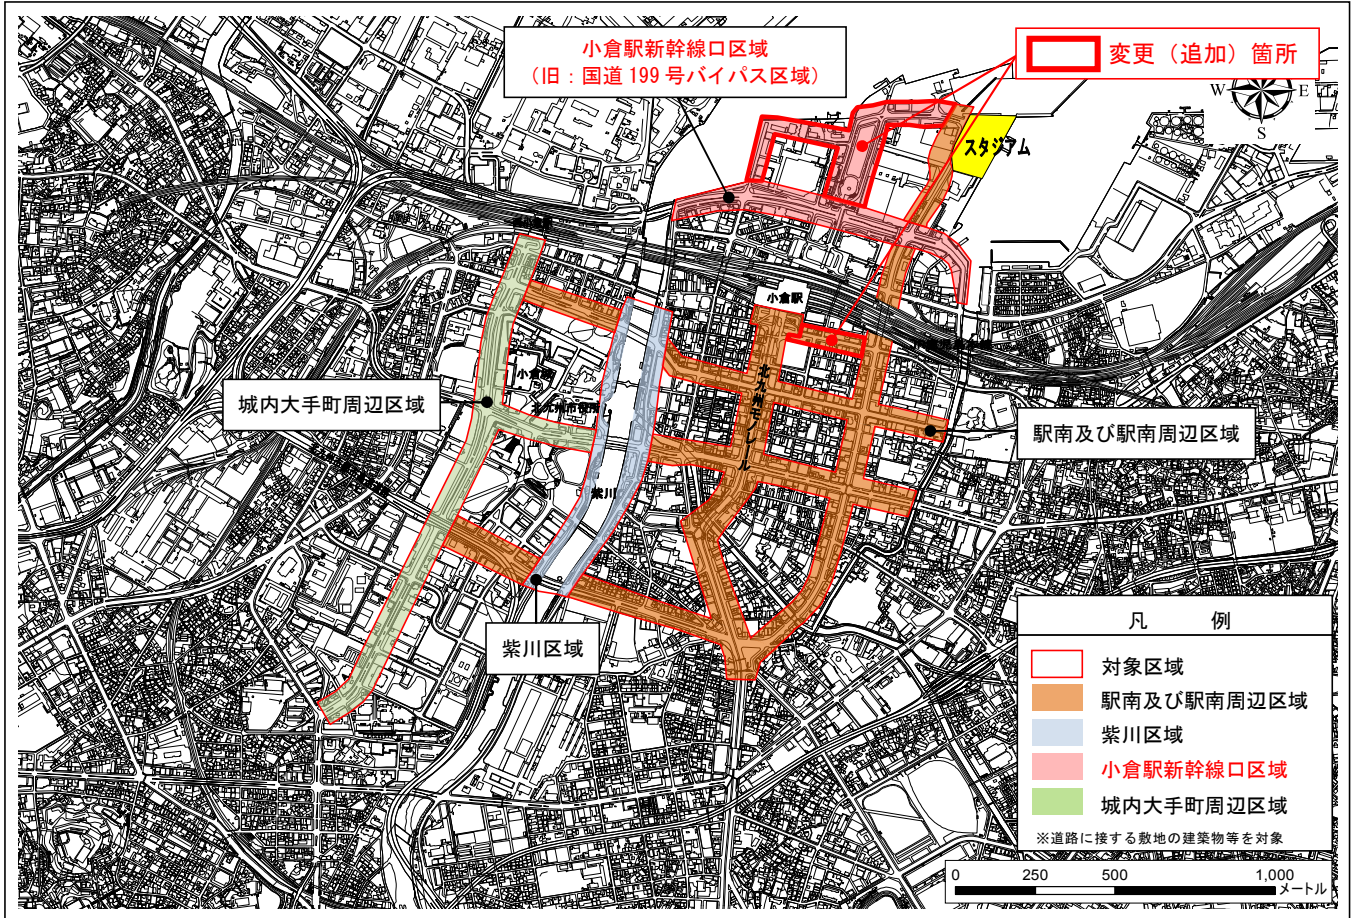 小倉駅新幹線口区域
（旧：国道199号バイパス区域）
変更（追加）箇所
W
E
S
スタジアム
小倉駅
小倉城
城内大手町周辺区域
北九州市役所
北九州モノレール
駅南及び駅南周辺区域
紫川
紫川区域
凡　例
対象区域
駅南及び駅南周辺区域
紫川区域
小倉駅新幹線口区域
城内大手町周辺区域
※道路に接する敷地の建築物等を対象
0 250 500 1,000
メートル